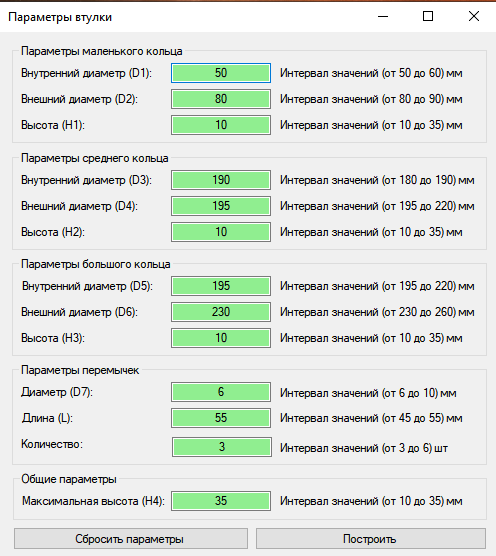 Параметры втулки
Параметры маленького кольца
Внутренний диаметр (D1): 50 Интервал значений (от 50 до 60) мм
Внешний диаметр (D2): 80 Интервал значений (от 80 до 90) мм
Высота (H1): 10 Интервал значений (от 10 до 35) мм
Параметры среднего кольца
Внутренний диаметр (D3): 190 Интервал значений (от 180 до 190) мм
Внешний диаметр (D4): 195 Интервал значений (от 195 до 220) мм
Высота (H2): 10 Интервал значений (от 10 до 35) мм
Параметры большого кольца
Внутренний диаметр (D5): 195 Интервал значений (от 195 до 220) мм
Внешний диаметр (D6): 230 Интервал значений (от 230 до 260) мм
Высота (H3): 10 Интервал значений (от 10 до 35) мм
Параметры перемычек
Диаметр (D7): 6 Интервал значений (от 6 до 10) мм
Длина (L): 55 Интервал значений (от 45 до 55) мм
Количество: 3 Интервал значений (от 3 до 6) шт
Общие параметры
Максимальная высота (H4): 35 Интервал значений (от 10 до 35) мм
Сбросить параметры Построить